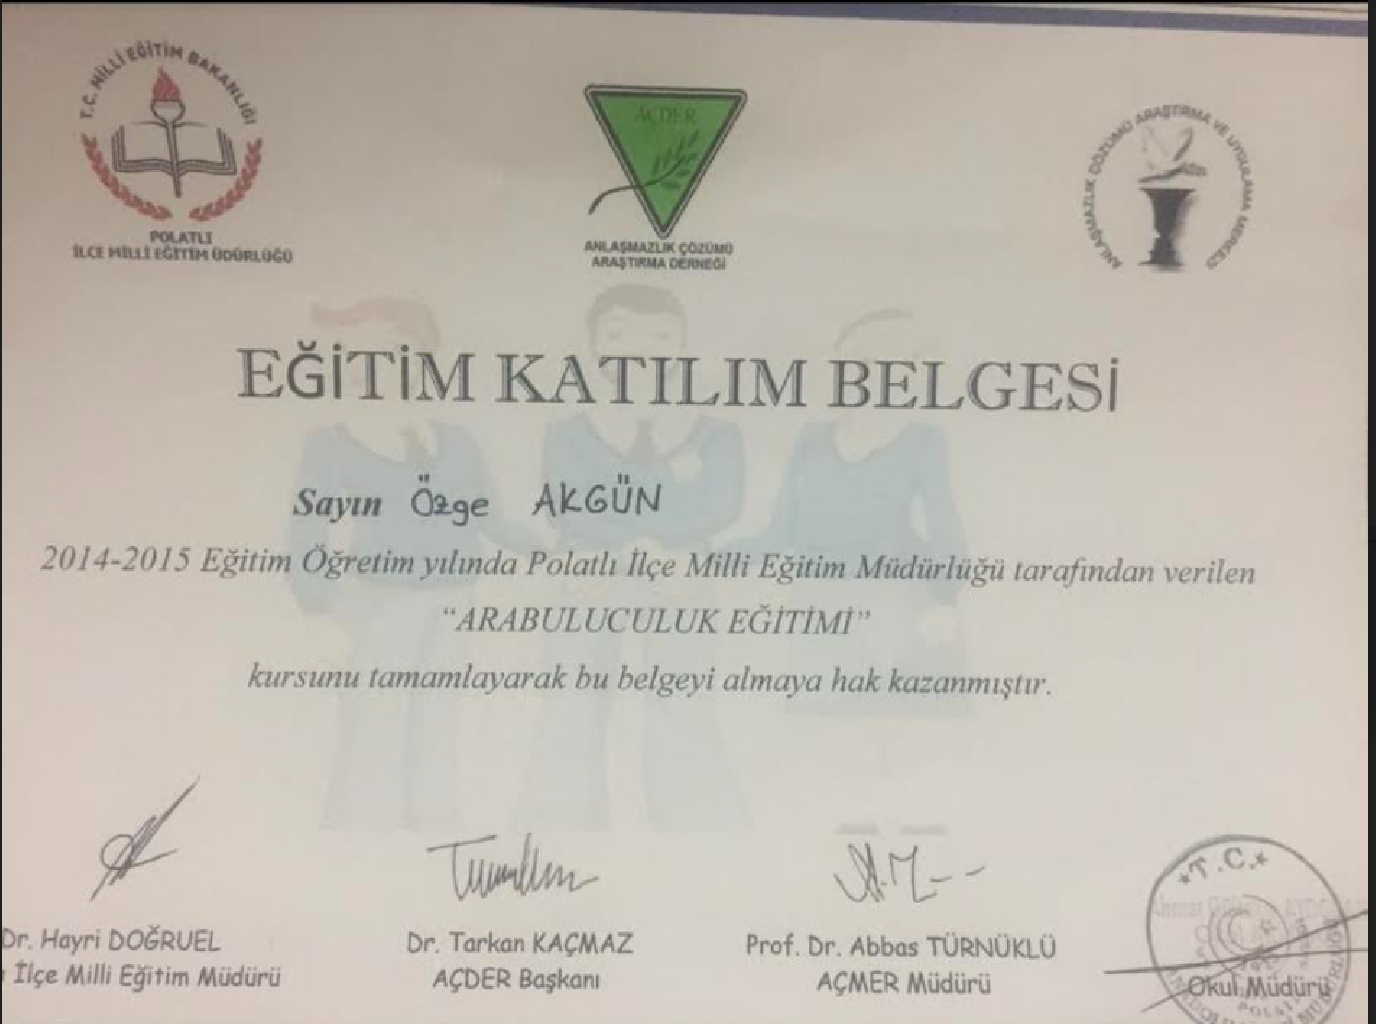 T.C. MİLLİ EĞİTİM BAKANLIĞI
POLATLI
İLÇE MİLLİ EĞİTİM ÜDÜRLÜĞÜ
AÇDER
ANLAŞMAZLIK ÇÖZÜMÜ
ARAŞTIRMA DERNEĞİ
ANLAŞMAZLIK ÇÖZÜMÜ ARAŞTIRMA VE UYGULAMA MERKEZİ
EĞİTİM KATILIM BELGESİ
Sayın Özge AKGÜN
2014-2015 Eğitim Öğretim yılında Polatlı İlçe Milli Eğitim Müdürlüğü tarafından verilen
“ARABULUCULUK EĞİTİMİ”
kursunu tamamlayarak bu belgeyi almaya hak kazanmıştır.
Dr. Hayri DOĞRUEL
İlçe Milli Eğitim Müdürü
Dr. Tarkan KAÇMAZ
AÇDER Başkanı
Prof. Dr. Abbas TÜRNÜKLÜ
AÇMER Müdürü
T.C.
Okul Müdürü